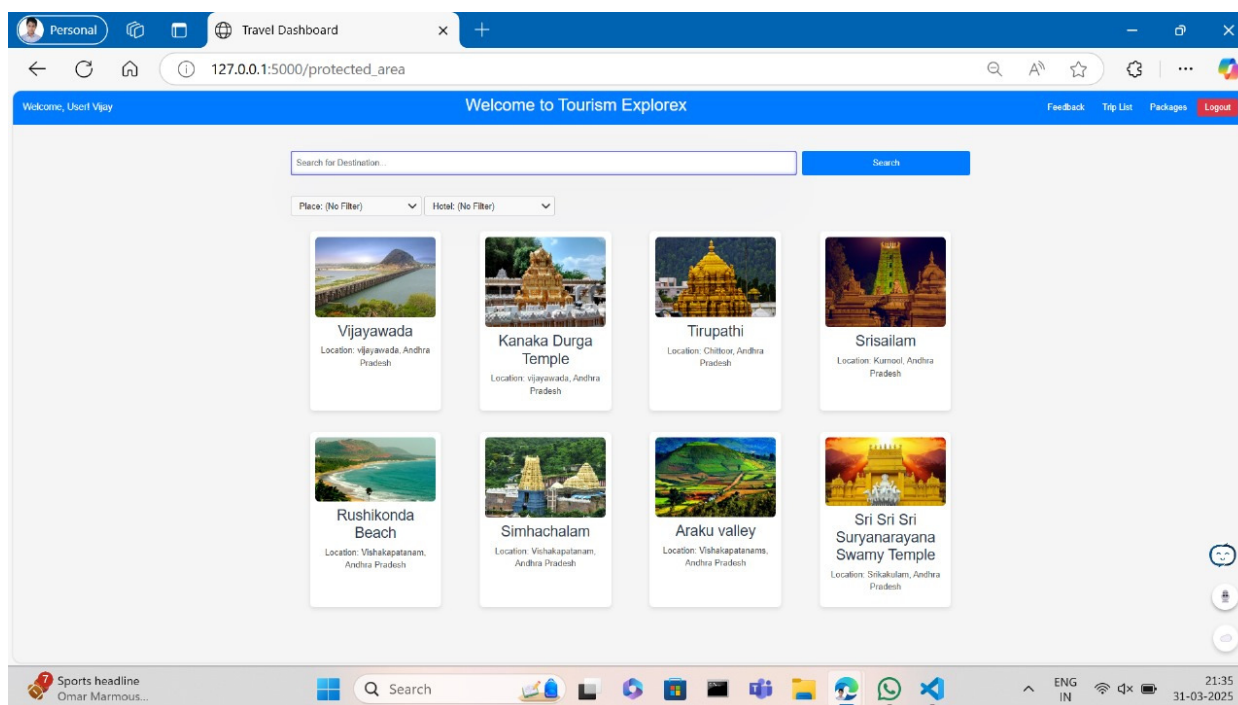 Personal
Travel Dashboard
127.0.0.1:5000/protected_area
Welcome, User! Vijay
Welcome to Tourism Explorex
Feedback Trip List Packages Logout
Search for Destination...
Search
Place: (No Filter) Hotel: (No Filter)
Vijayawada
Location: vijayawada, Andhra
Pradesh
Kanaka Durga
Temple
Location: vijayawada, Andhra
Pradesh
Tirupathi
Location: Chittoor, Andhra
Pradesh
Srisailam
Location: Kurnool, Andhra
Pradesh
Rushikonda
Beach
Location: Vishakapatanam,
Andhra Pradesh
Simhachalam
Location: Vishakapatanam,
Andhra Pradesh
Araku valley
Location: Vishakapatanams,
Andhra Pradesh
Sri Sri Sri
Suryanarayana
Swamy Temple
Location: Srikakulam, Andhra
Pradesh
7
Sports headline
Omar Marmous...
Search
ENG
IN
21:35
31-03-2025